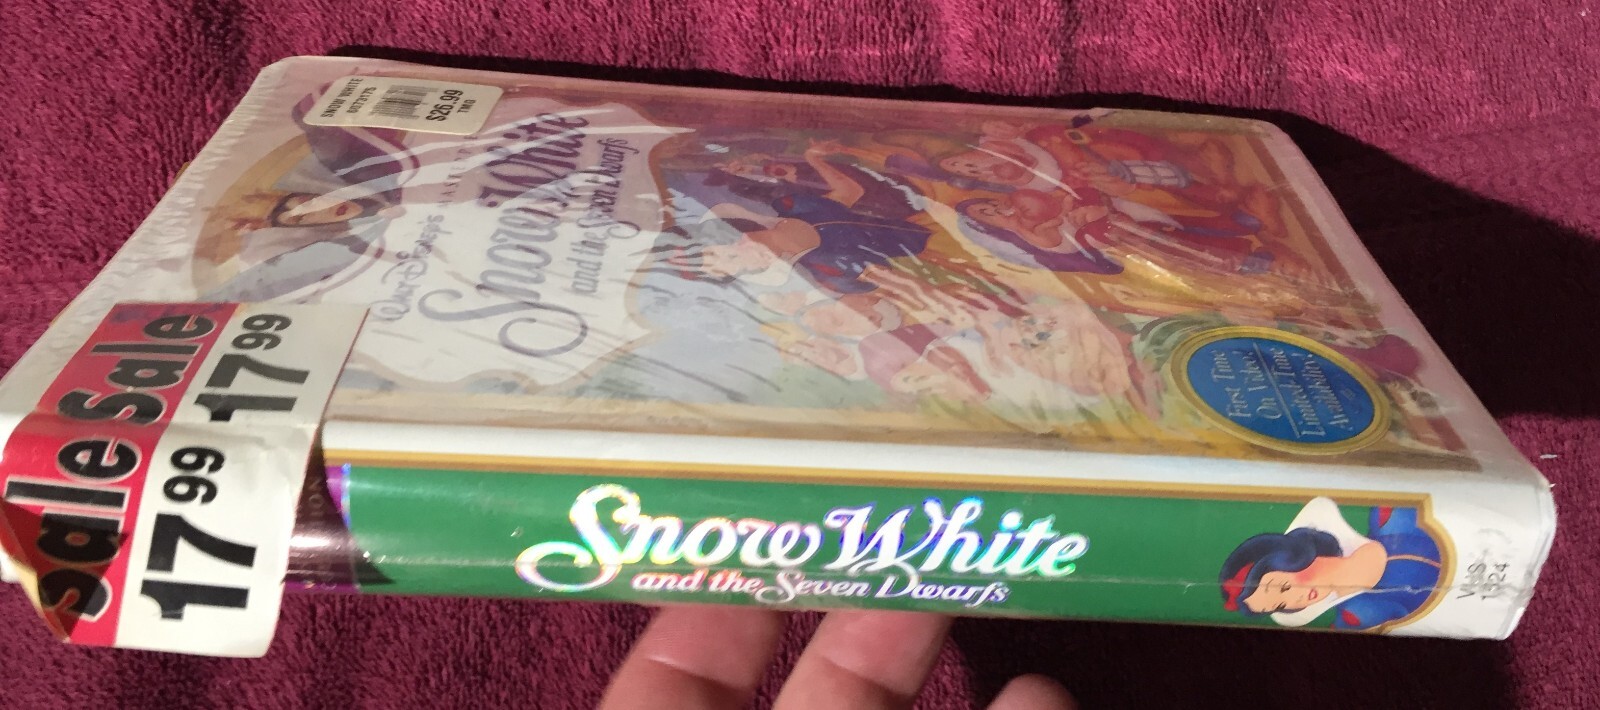 SNOW WHITE
$26.99
TMG
Walt Disney's
Snow White
and the Seven Dwarfs
First Time
On Video!
Limited-Time
Availability!
Sale Sale
17 99 17 99
Snow White
and the Seven Dwarfs
VHS
1524